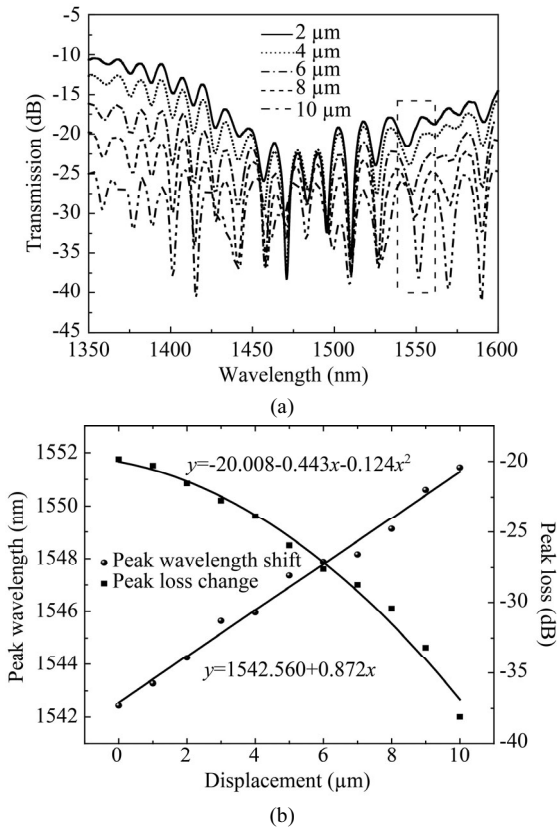 -5
-10
-15
-20
-25
-30
-35
-40
-45
Transmission (dB)
2 μm
4 μm
6 μm
8 μm
10 μm
1350 1400 1450 1500 1550 1600
Wavelength (nm)
(a)
1552
1550
1548
1546
1544
1542
Peak wavelength (nm)
y=-20.008-0.443x-0.124x²
Peak wavelength shift
Peak loss change
y=1542.560+0.872x
-20
-25
-30
-35
-40
Peak loss (dB)
0 2 4 6 8 10
Displacement (μm)
(b)